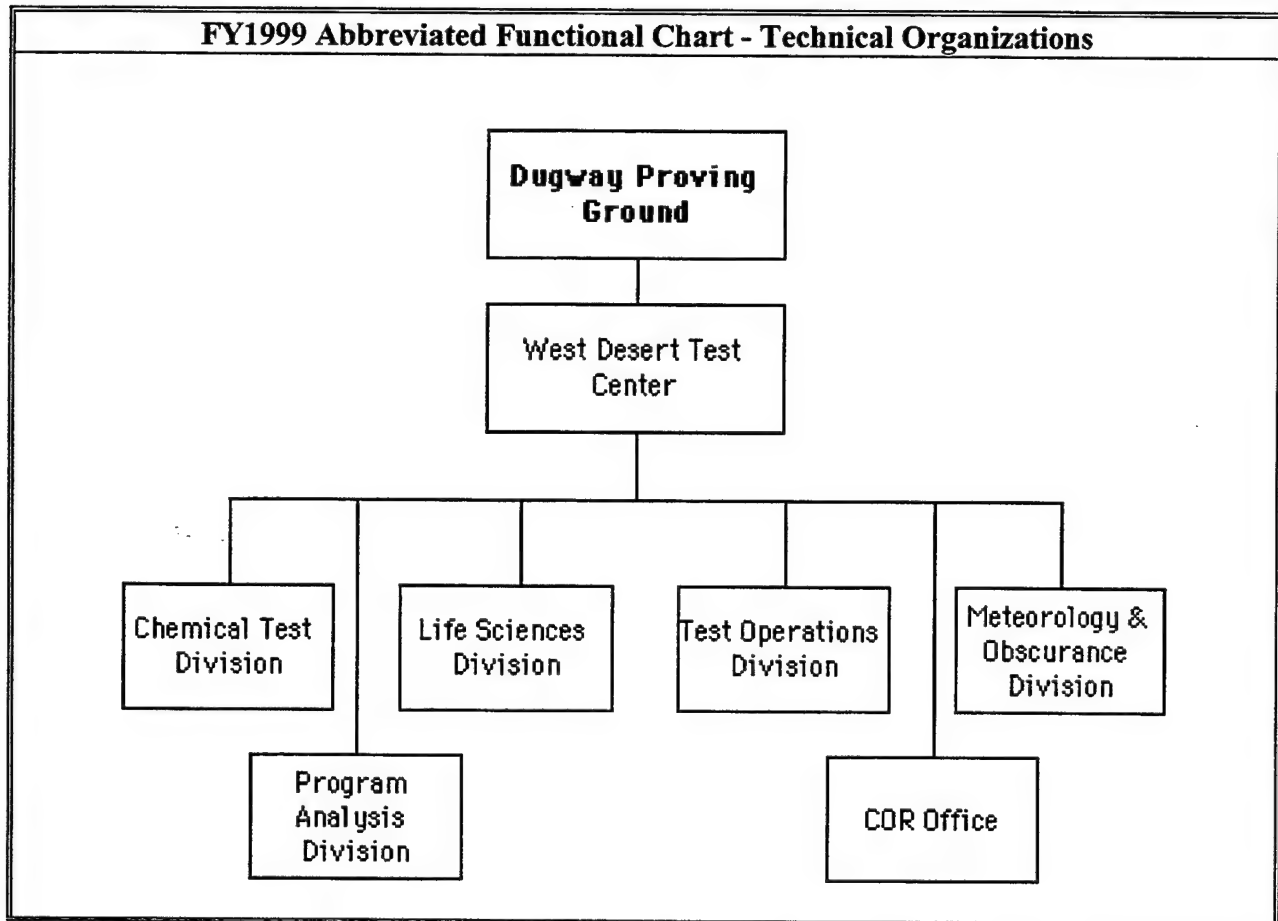 FY1999 Abbreviated Functional Chart - Technical Organizations
Dugway Proving
Ground
West Desert Test
Center
Chemical Test
Division
Life Sciences
Division
Test Operations
Division
Meteorology &
Obscurance
Division
Program
Analysis
Division
COR Office